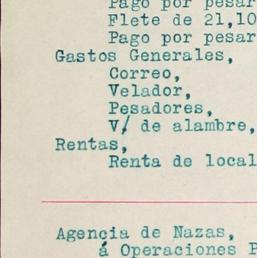 Pago por pesar
Flete de 21,10
Pago por pesar
Gastos Generales,
Correo,
Velador,
Pesadores,
V/ de alambre,
Rentas,
Renta de local
Agencia de Nazas,
á Operaciones P